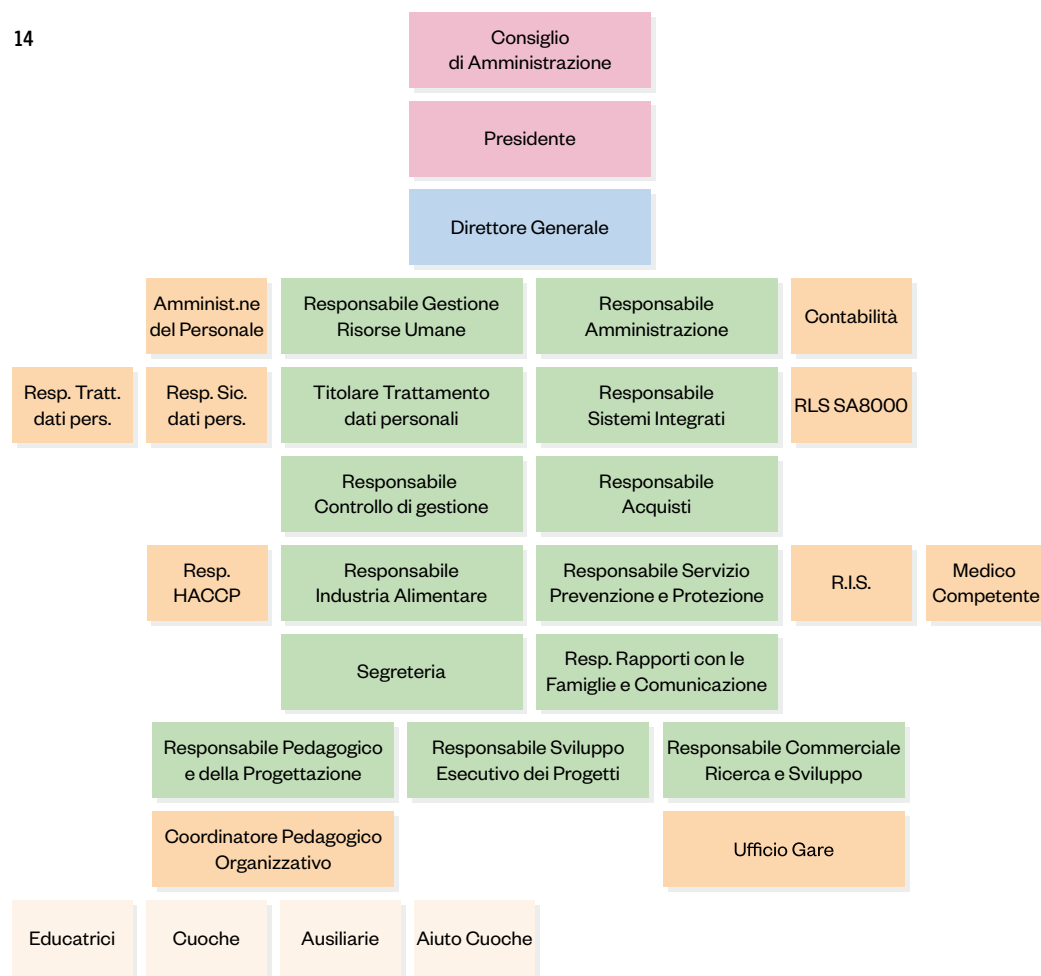 14
Consiglio
di Amministrazione
Presidente
Direttore Generale
Amminist.ne
del Personale
Responsabile Gestione
Risorse Umane
Responsabile
Amministrazione
Contabilità
Resp. Tratt.
dati pers.
Resp. Sic.
dati pers.
Titolare Trattamento
dati personali
Responsabile
Sistemi Integrati
RLS SA8000
Responsabile
Controllo di gestione
Responsabile
Acquisti
Resp.
HACCP
Responsabile
Industria Alimentare
Responsabile Servizio
Prevenzione e Protezione
R.I.S.
Medico
Competente
Segreteria
Resp. Rapporti con le
Famiglie e Comunicazione
Responsabile Pedagogico
e della Progettazione
Responsabile Sviluppo
Esecutivo dei Progetti
Responsabile Commerciale
Ricerca e Sviluppo
Coordinatore Pedagogico
Organizzativo
Ufficio Gare
Educatrici
Cuoche
Ausiliarie
Aiuto Cuoche